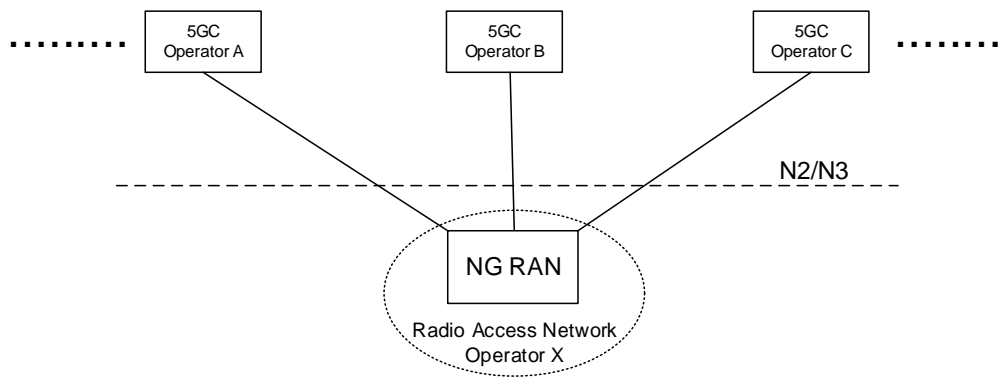 5GC
Operator A
5GC
Operator B
5GC
Operator C
N2/N3
NG RAN
Radio Access Network
Operator X